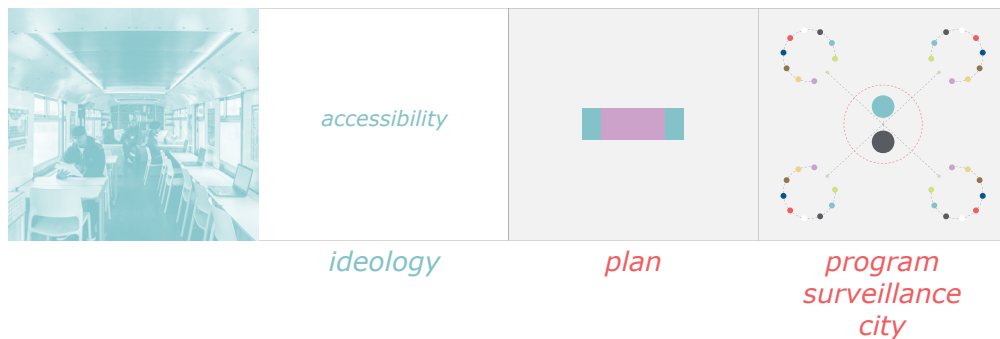 accessibility
ideology
plan
program
surveillance
city